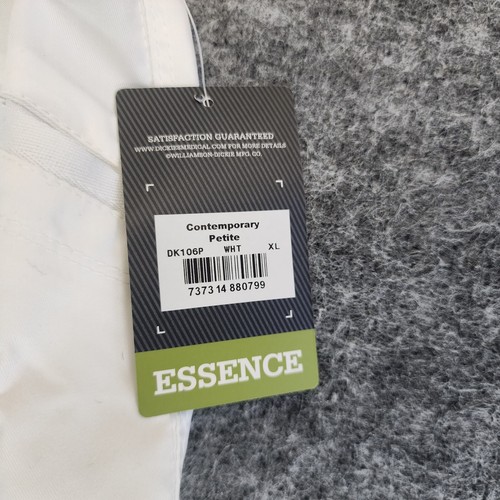 SATISFACTION GUARANTEED
WWW.DICKIESMEDICAL.COM FOR MORE DETAILS
©WILLIAMSON-DICKIE MFG. CO.
Contemporary
Petite
DK106P WHT XL
7373 14 880799
ESSENCE